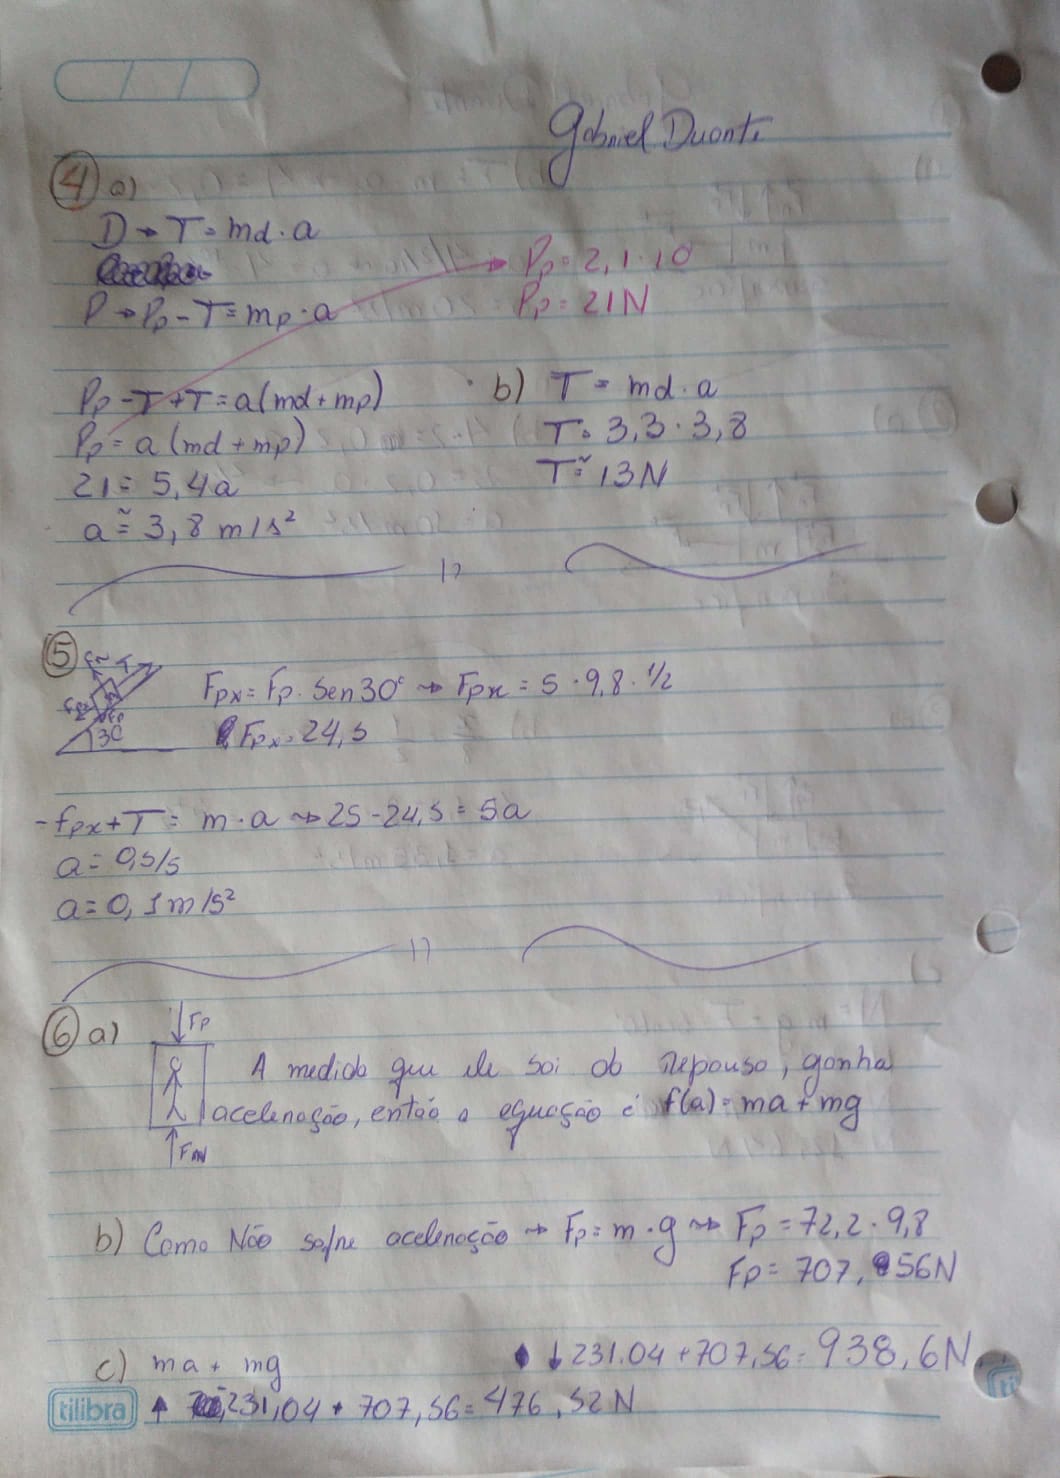 Gabriel Duarte
4 a)
D → T = md · a
P → Pp - T = mp · a
Pp = 2,1 · 10
Pp = 21N
Pp - T + T = a(md + mp)
Pp = a (md + mp)
21 = 5,4a
a ≅ 3,8 m/s²
b) T = md · a
T = 3,3 · 3,8
T ≅ 13N
5
T
30
Fpx = Fp · Sen30° → Fpx = 5 · 9,8 · 1/2
Fpx = 24,5
-fpx + T = m · a → 25 - 24,5 = 5a
a = 0,5/5
a = 0,1 m/s²
6 a)
Fp
A medida que ele sai do repouso, ganha
aceleração, então a equação é f(a) = ma + mg
b) Como Não sofre aceleração → Fp = m · g → Fp = 72,2 · 9,8
Fp = 707,56N
c) ma + mg
↓ 231.04 + 707,56 = 938,6N
↑ 231,04 + 707,56 = 476,52N
tilibra